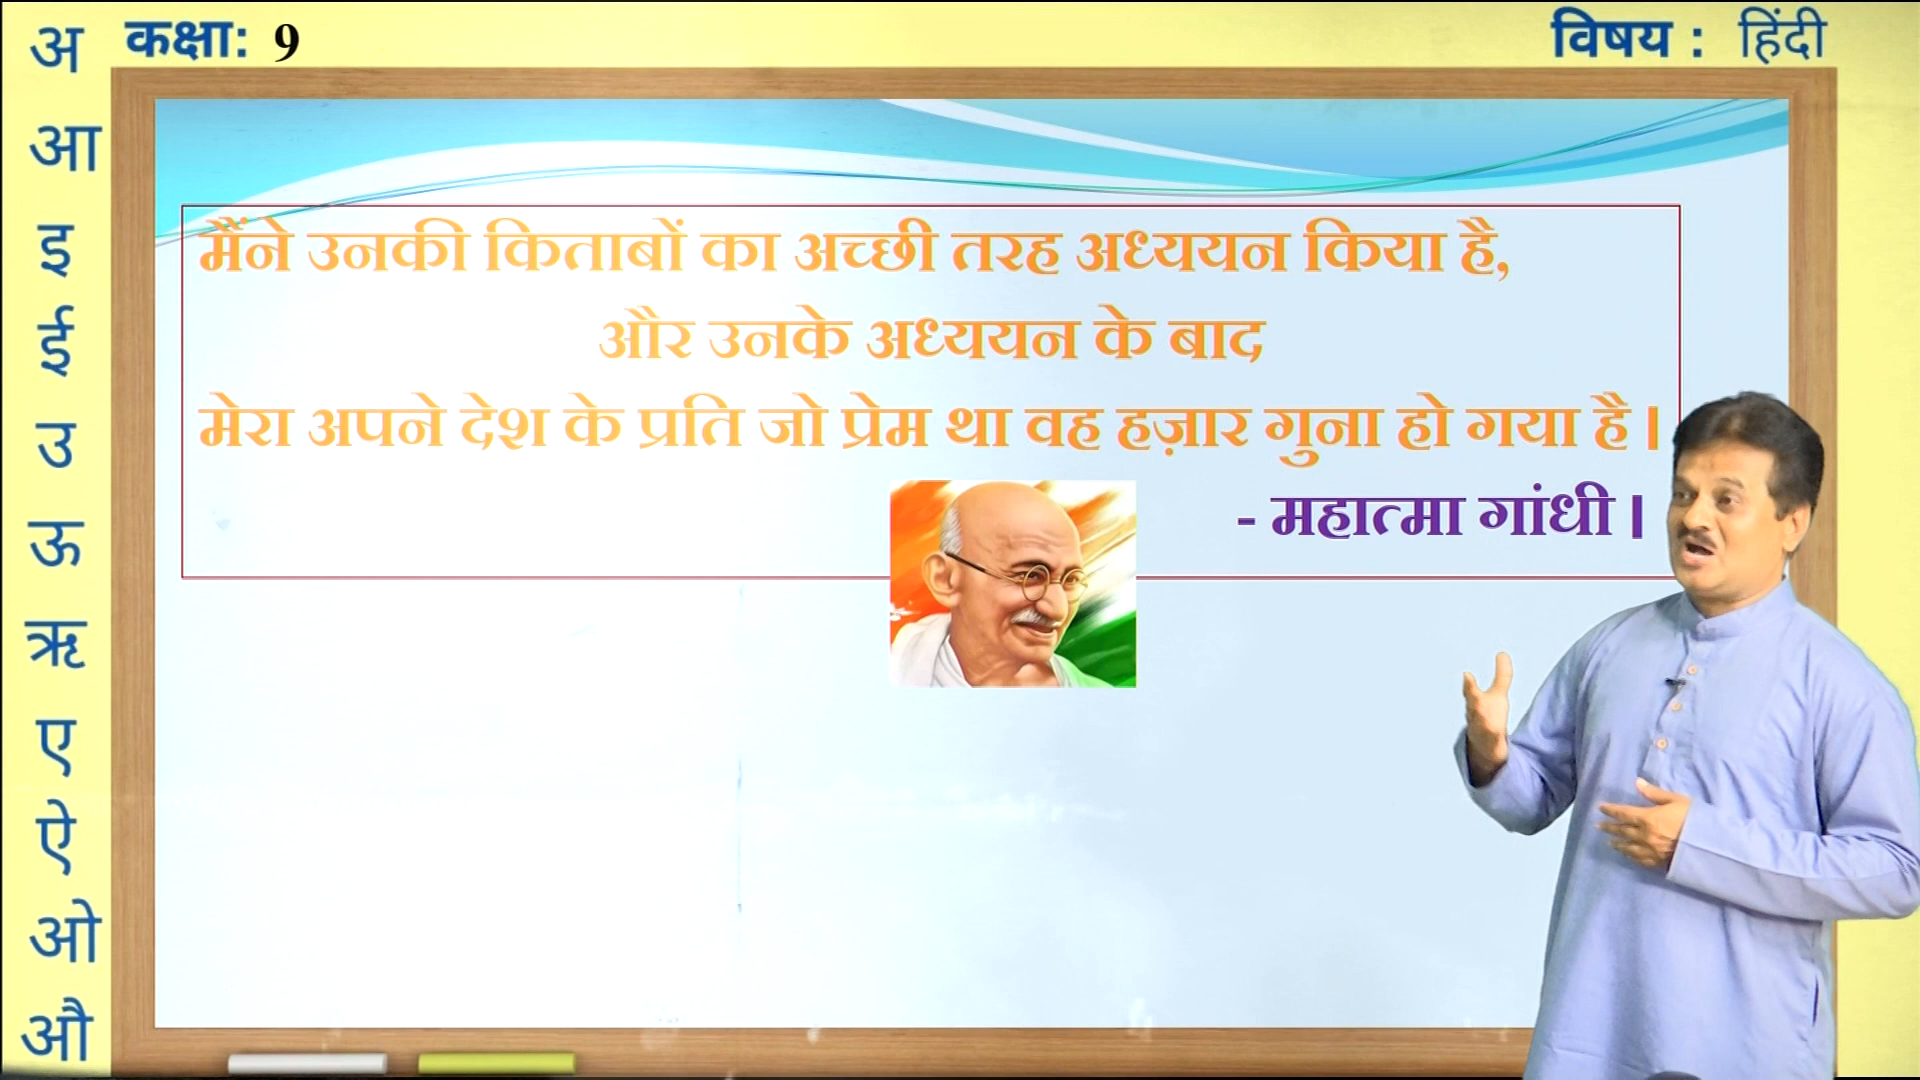 कक्षा: 9
विषय : हिंदी
अ
आ
इ
ई
उ
ऊ
ऋ
ए
ऐ
ओ
औ
मैंने उनकी किताबों का अच्छी तरह अध्ययन किया है,
और उनके अध्ययन के बाद
मेरा अपने देश के प्रति जो प्रेम था वह हज़ार गुना हो गया है।
- महात्मा गांधी।